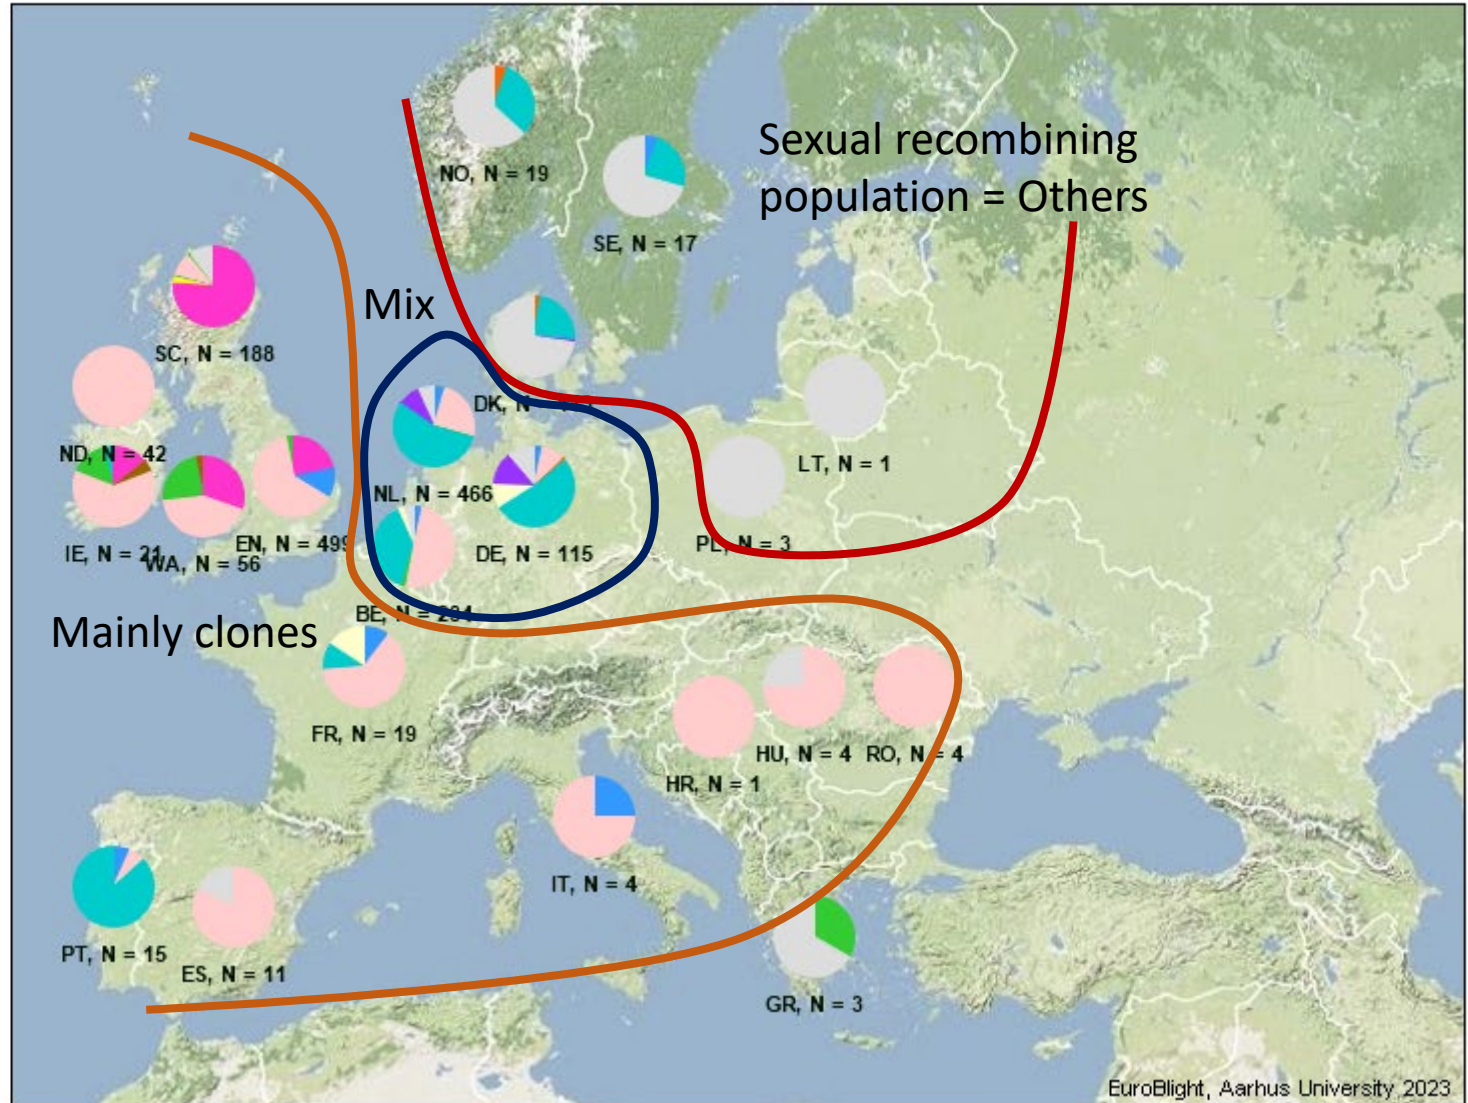 Sexual recombining
population = Others
NO, N = 19
SE, N = 17
Mix
SC, N = 188
DK, N
ND, N = 42
LT, N = 1
NL, N = 466
EN, N = 499
PL, N = 3
IE, N = 21
WA, N = 56
DE, N = 115
BE, N =
Mainly clones
FR, N = 19
HU, N = 4
RO, N = 4
HR, N = 1
IT, N = 4
PT, N = 15
ES, N = 11
GR, N = 3
EuroBlight, Aarhus University 2023